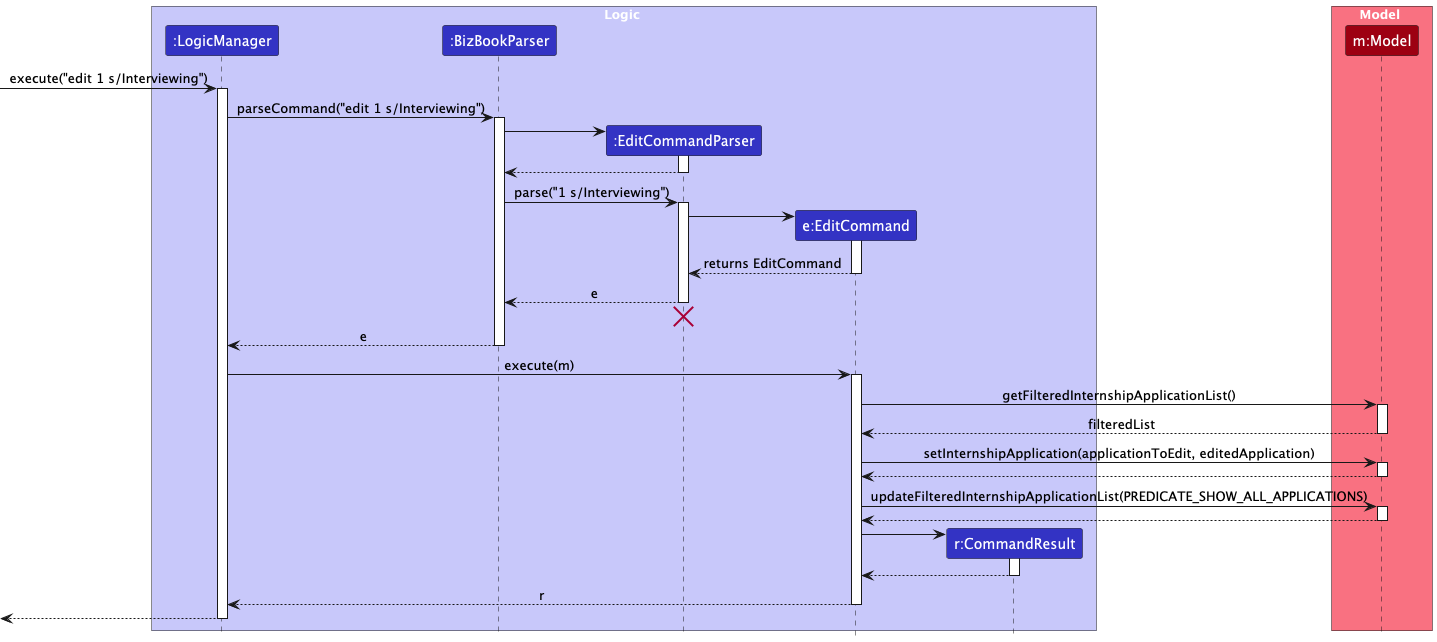 Logic
Model
:LogicManager
:BizBookParser
m:Model
execute("edit 1 s/Interviewing")
parseCommand("edit 1 s/Interviewing")
:EditCommandParser
parse("1 s/Interviewing")
e:EditCommand
returns EditCommand
e
e
execute(m)
getFilteredInternshipApplicationList()
filteredList
setInternshipApplication(applicationToEdit, editedApplication)
updateFilteredInternshipApplicationList(PREDICATE_SHOW_ALL_APPLICATIONS)
r:CommandResult
r